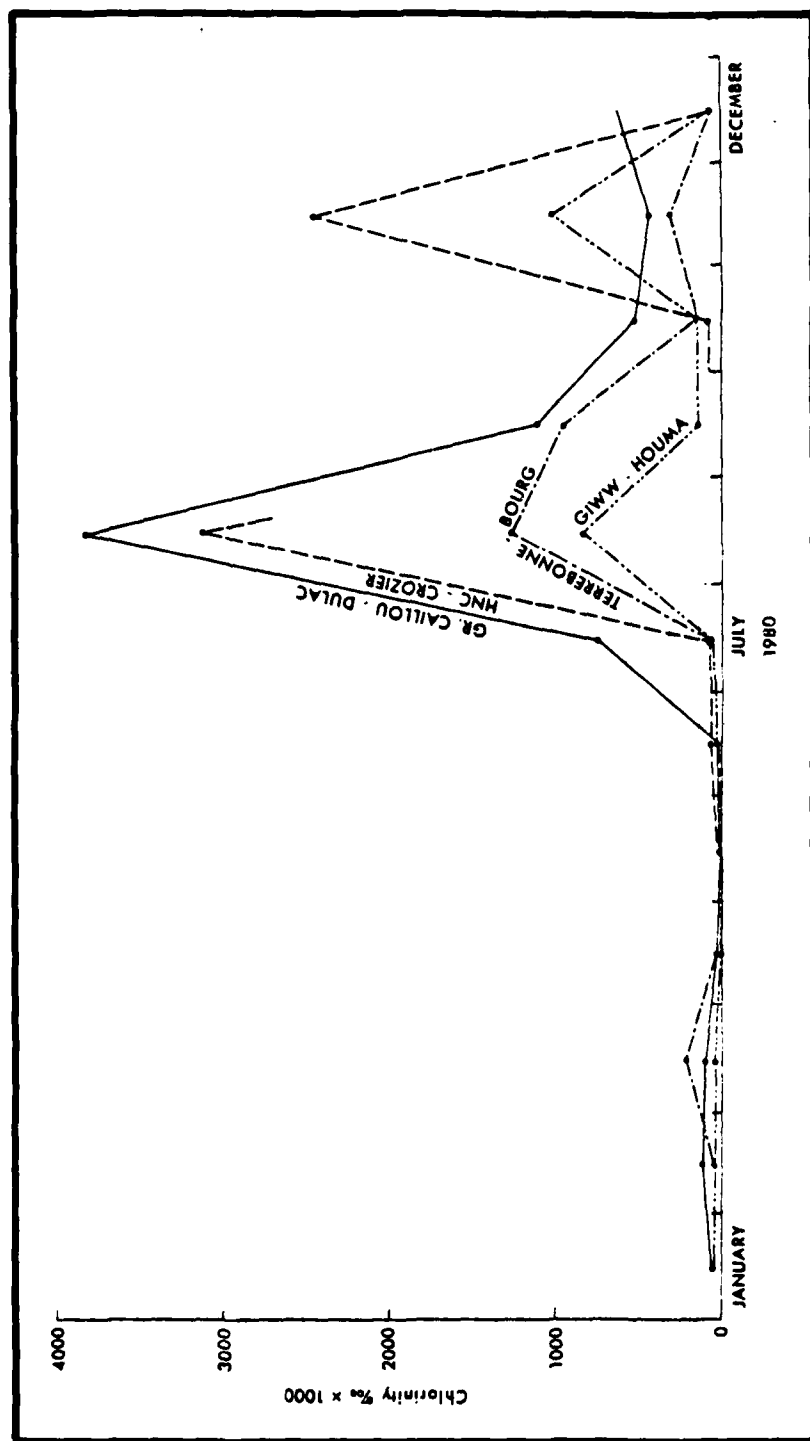 4000
3000
2000
1000
0
Chlorinity ‰ × 1000
JANUARY
JULY
1980
DECEMBER
GR. CAILLOU - DULAC
HNC - CROZIER
TERREBONNE
BOURG
GIWW - HOUMA